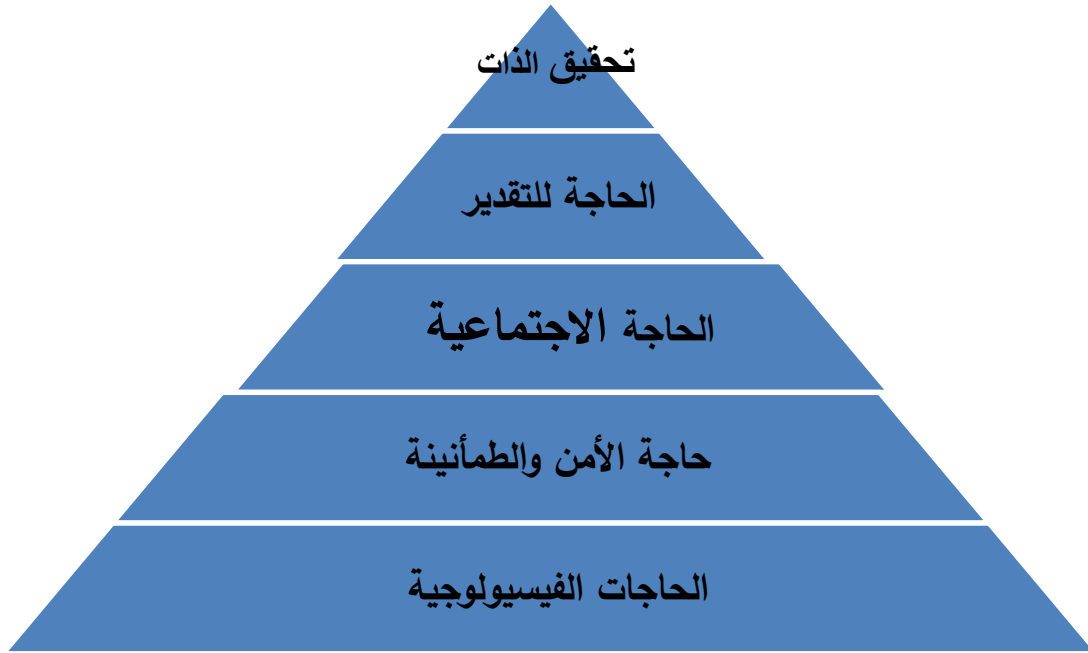 تحقيق الذات
الحاجة للتقدير
الحاجة الاجتماعية
حاجة الأمن والطمأنينة
الحاجات الفيسيولوجية